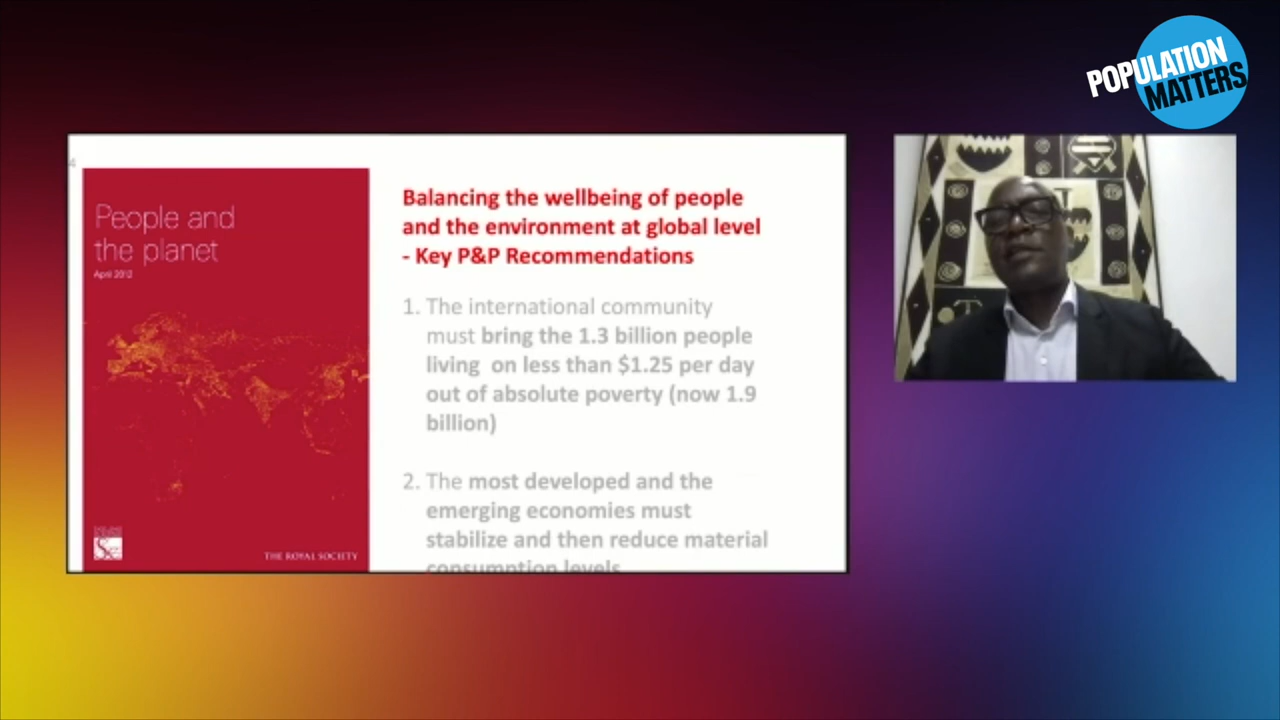 POPULATION
MATTERS
4
People and
the planet
April 2012
THE ROYAL SOCIETY
Balancing the wellbeing of people
and the environment at global level
- Key P&P Recommendations
1. The international community
must bring the 1.3 billion people
living on less than $1.25 per day
out of absolute poverty (now 1.9
billion)
2. The most developed and the
emerging economies must
stabilize and then reduce material
consumption levels